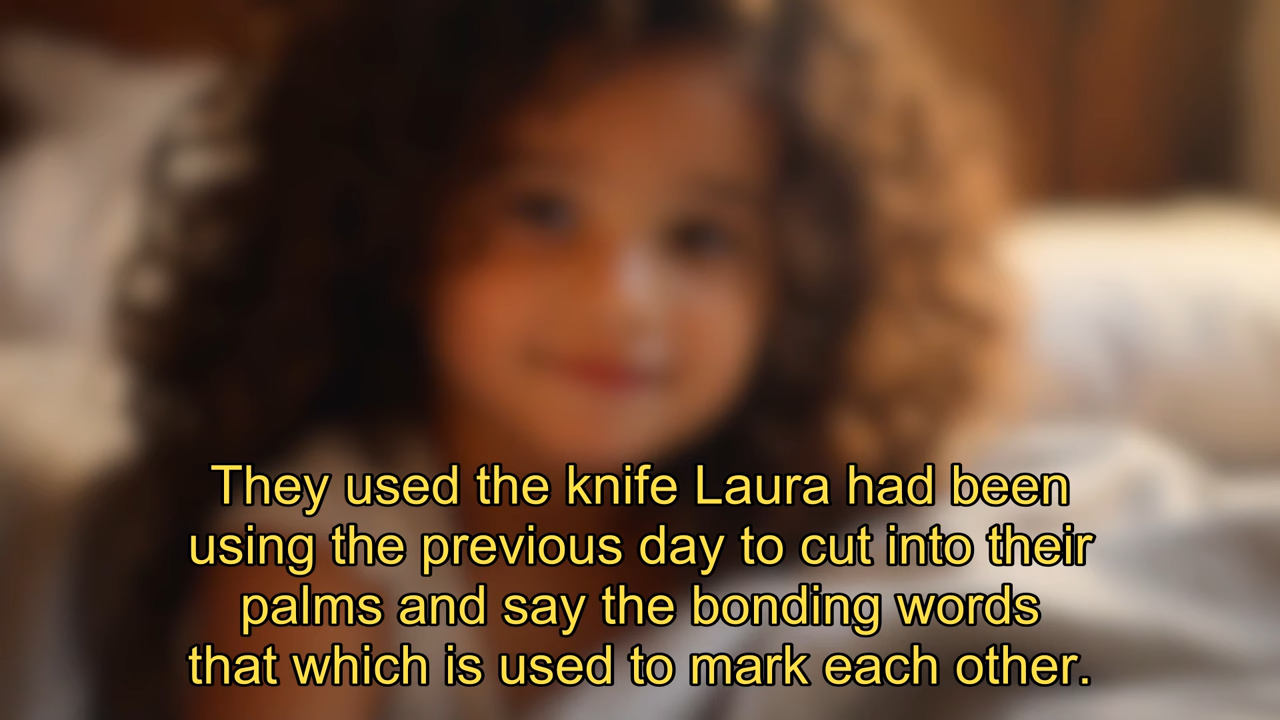 They used the knife Laura had been
using the previous day to cut into their
palms and say the bonding words
that which is used to mark each other.